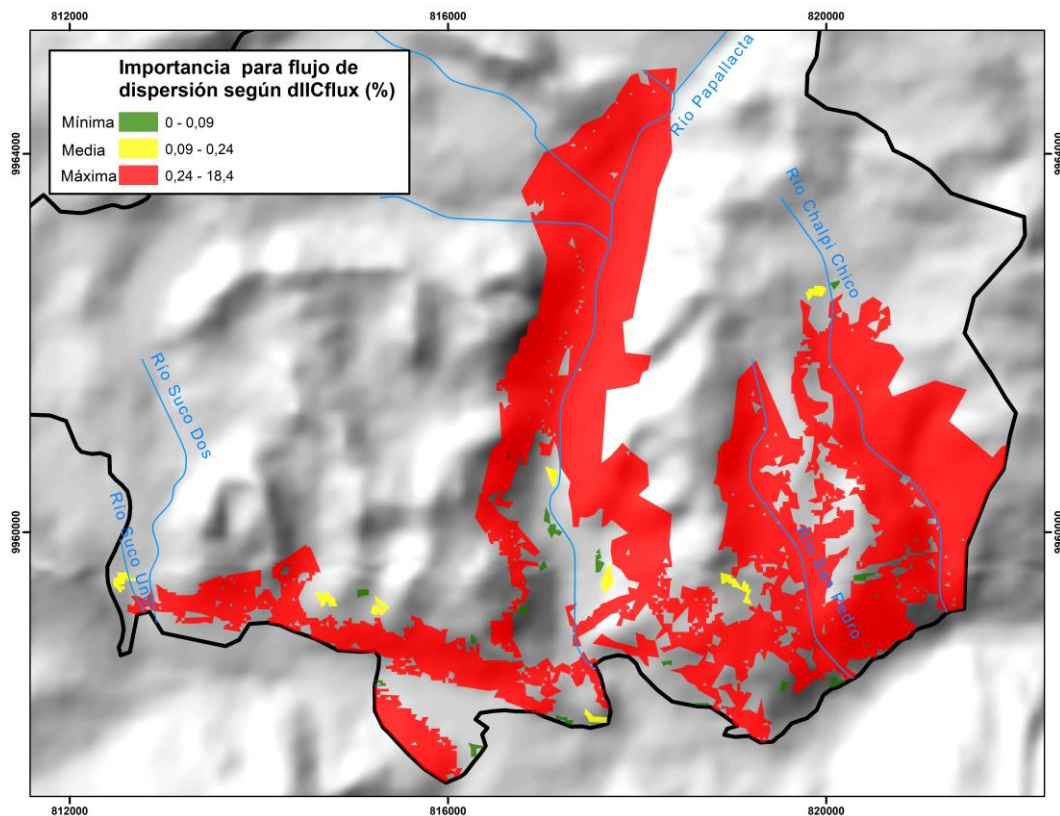 812000
816000
820000
Importancia para flujo de
dispersión según dIICflux (%)
Mínima 0 - 0,09
Media 0,09 - 0,24
Máxima 0,24 - 18,4
Río Papallacta
9964000
9964000
Río Chalpi Chico
Río Suco Dos
Río Suco Uno
9960000
9960000
Río San Pedro
812000
816000
820000